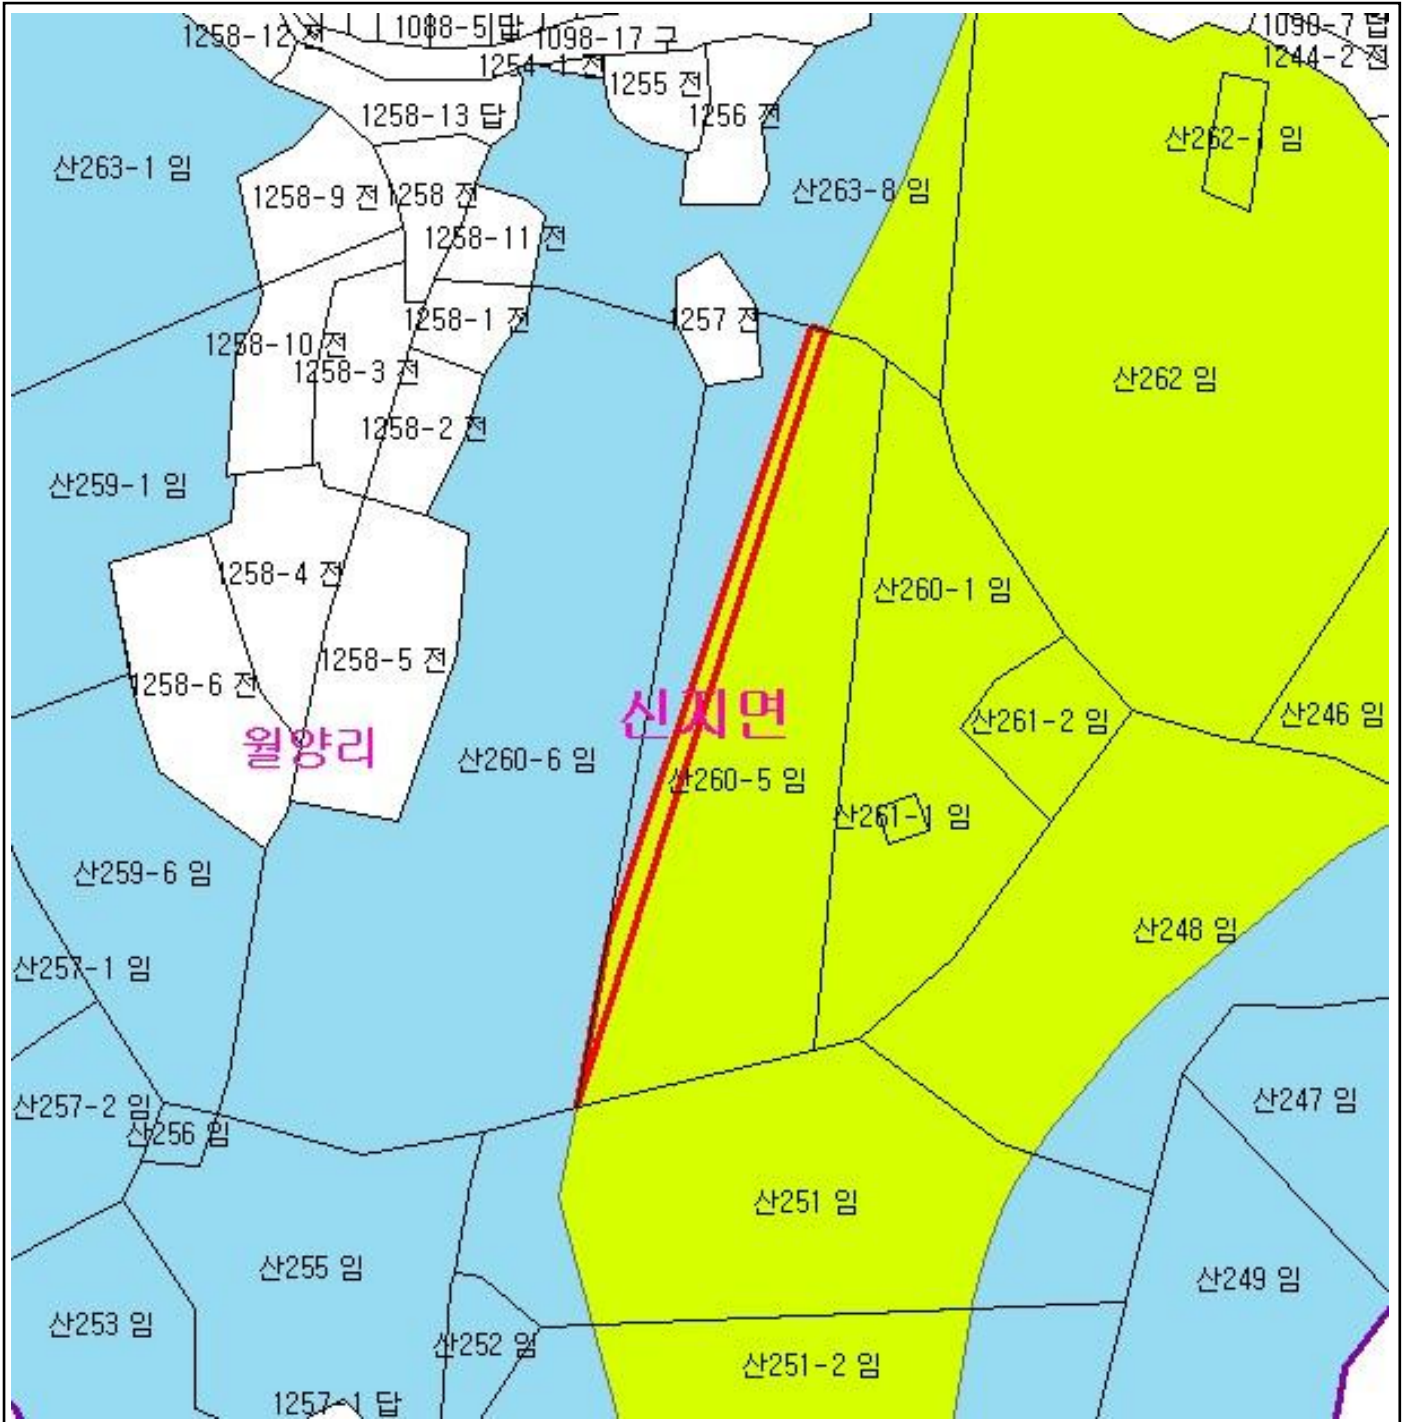 1258-12 전
1088-5 답
1098-17 구
1098-7 답
1244-2 전
1254-1 전
1255 전
1256 전
1258-13 답
산262-1 임
산263-1 임
1258-9 전
1258 전
산263-8 임
1258-11 전
1257 전
1258-1 전
1258-10 전
1258-3 전
산262 임
1258-2 전
산259-1 임
1258-4 전
산260-1 임
1258-5 전
1258-6 전
신지면
산261-2 임
산246 임
월양리
산260-6 임
산260-5 임
산261-1 임
산259-6 임
산248 임
산257-1 임
산257-2 임
산247 임
산256 임
산251 임
산255 임
산249 임
산253 임
산252 임
산251-2 임
1257-1 답